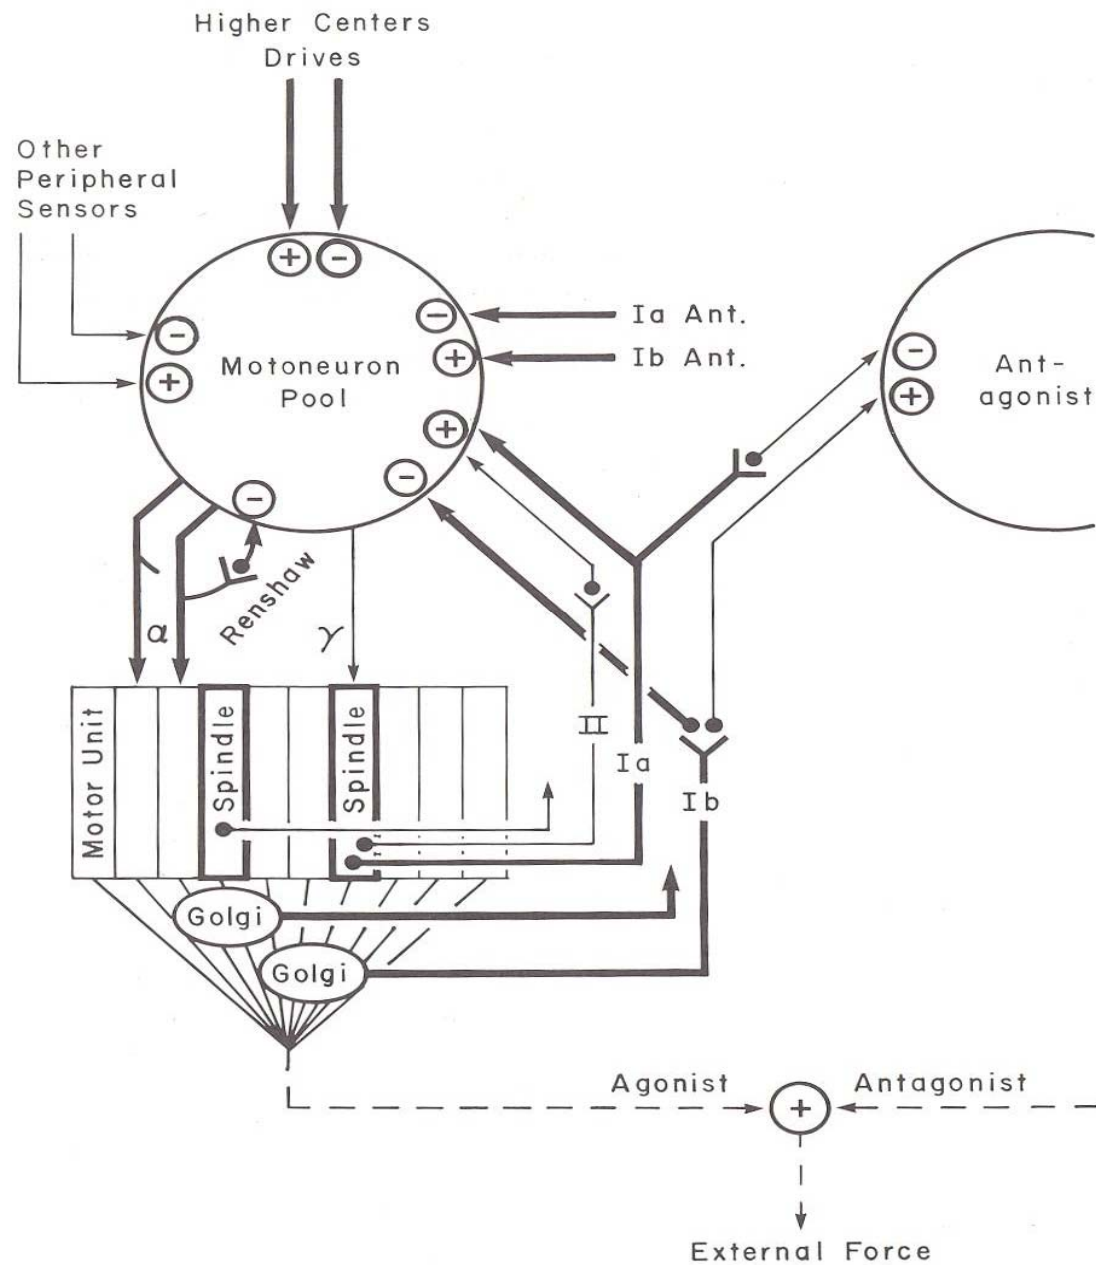 Higher Centers
Drives
Other
Peripheral
Sensors
+
-
-
Ia Ant.
+
Ib Ant.
-
+
Motoneuron
Pool
-
+
Ant-
agonist
+
-
-
α
Renshaw
γ
II
Ia
Ib
Motor Unit
Spindle
Spindle
Golgi
Golgi
Agonist
+
Antagonist
External Force